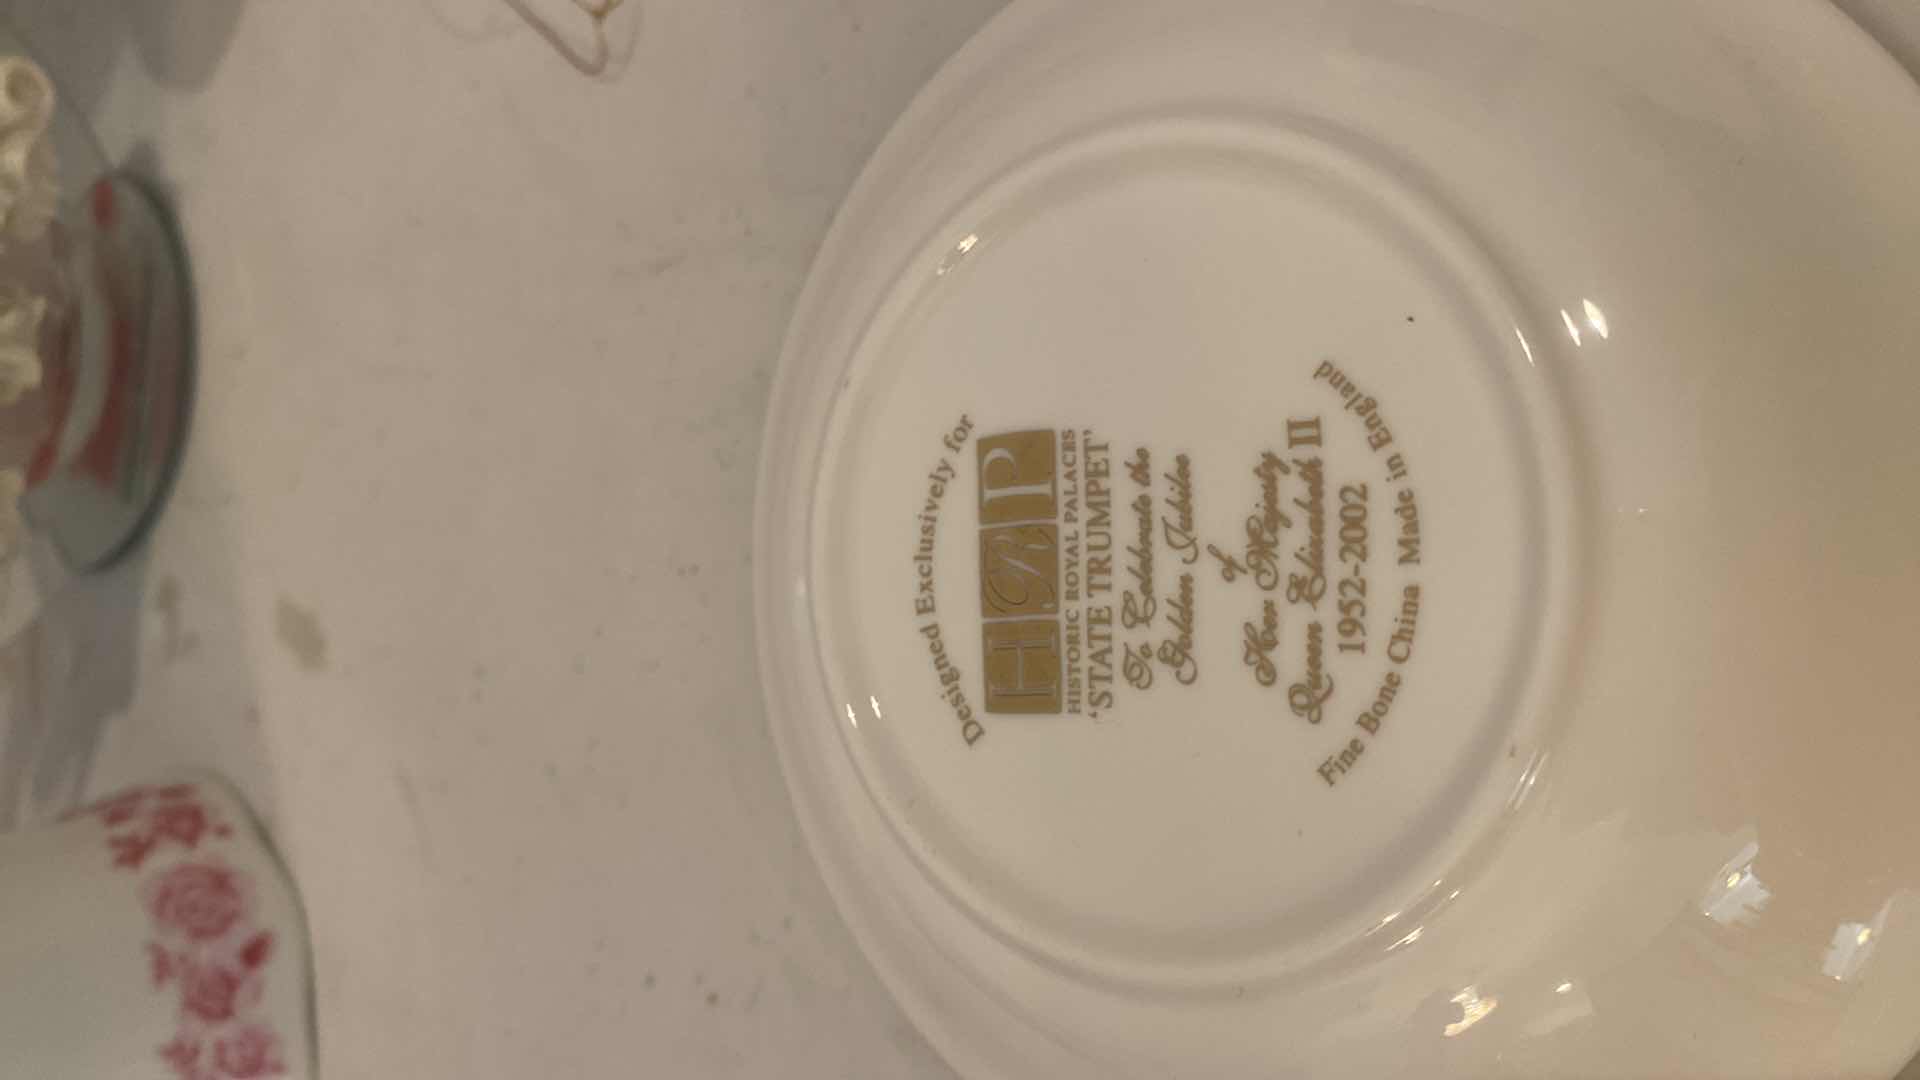 Designed Exclusively for
HRP
HISTORIC ROYAL PALACES
'STATE TRUMPET'
To Celebrate the
Golden Jubilee
of
Her Majesty
Queen Elizabeth II
1952-2002
Fine Bone China Made in England